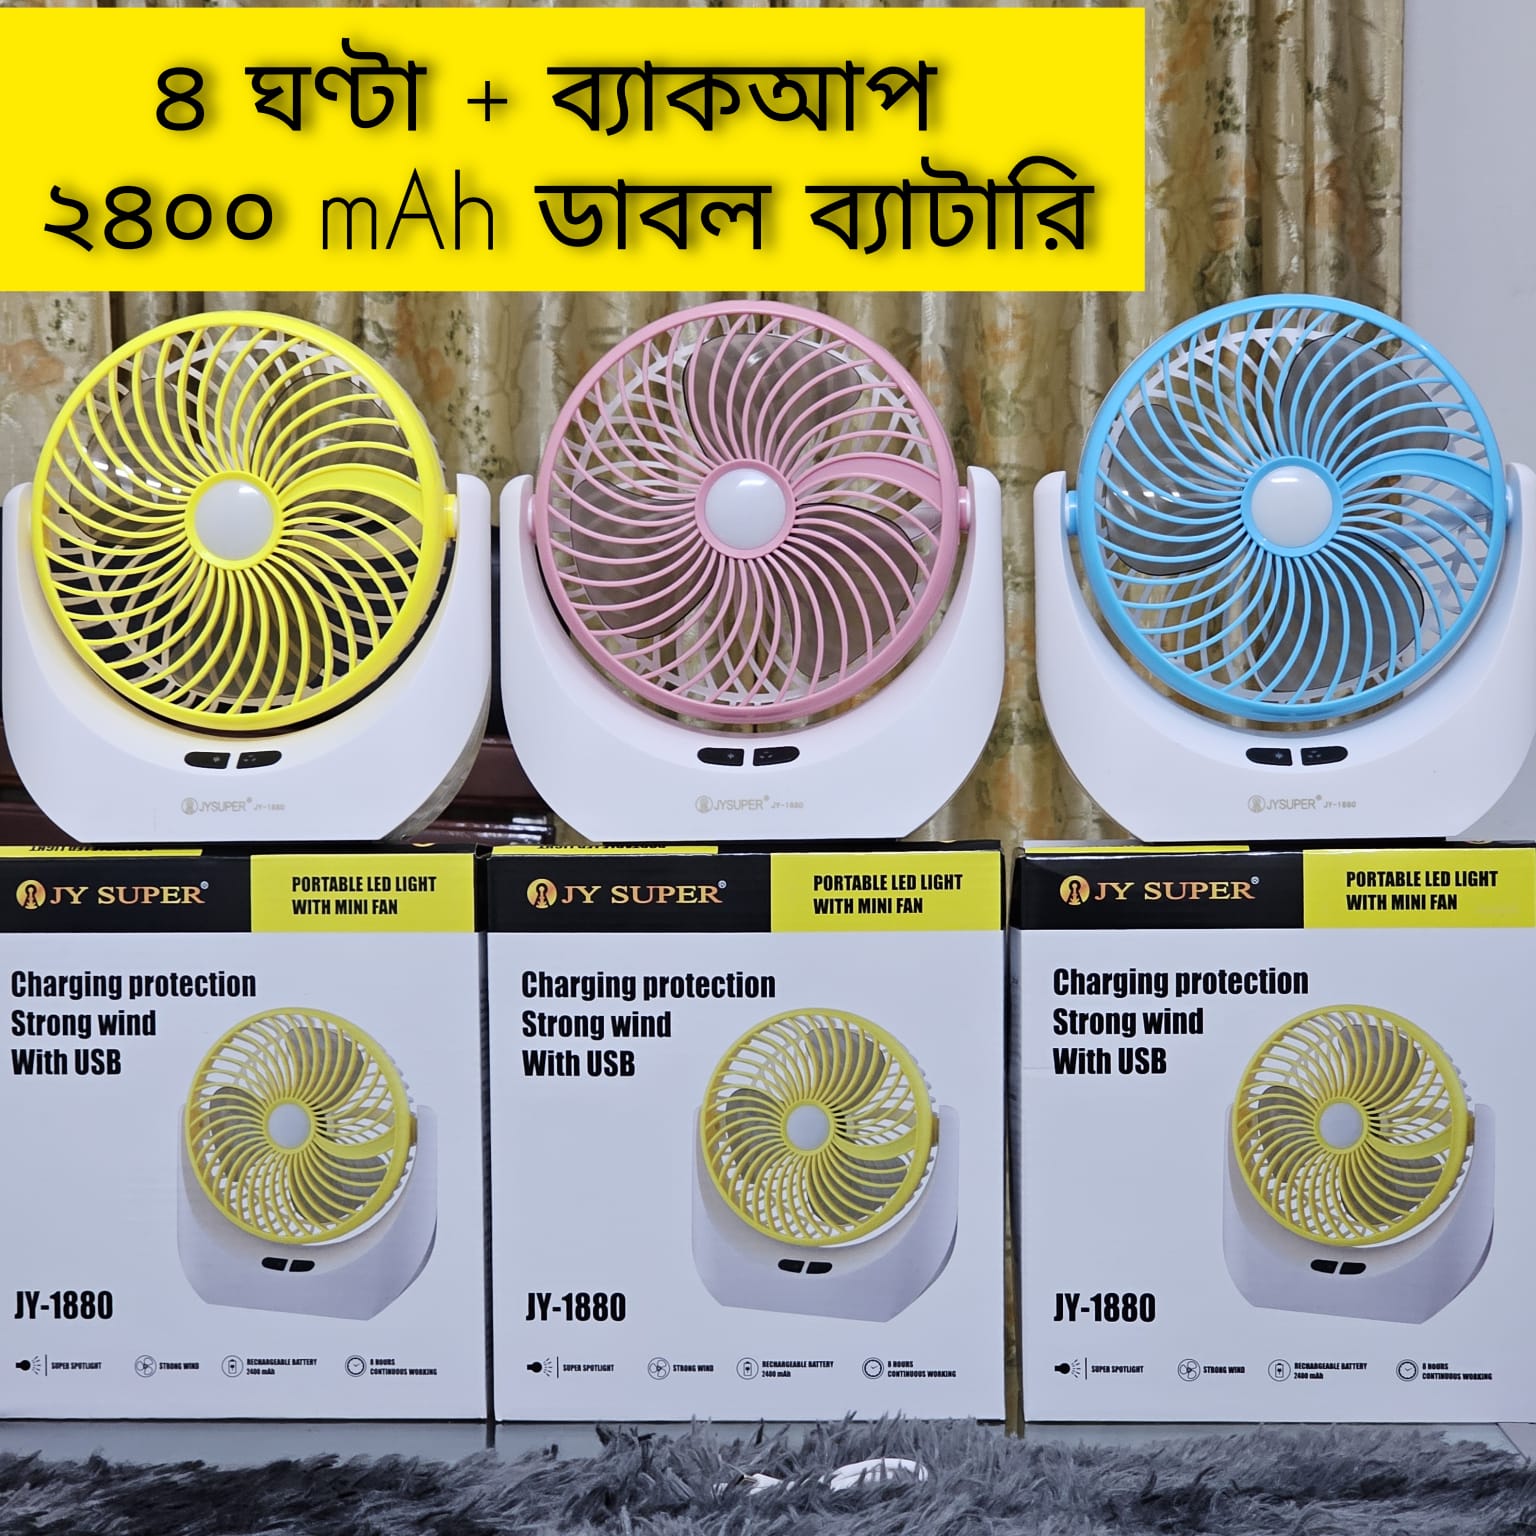 ৪ ঘণ্টা + ব্যাকআপ
২৪০০ mAh ডাবল ব্যাটারি
JYSUPER® JY-1880
JYSUPER® JY-1880
JYSUPER® JY-1880
JY SUPER®
PORTABLE LED LIGHT
WITH MINI FAN
Charging protection
Strong wind
With USB
JY-1880
SUPER SPOTLIGHT
STRONG WIND
RECHARGEABLE BATTERY
2400 mAh
8 HOURS
CONTINUOUS WORKING
JY SUPER®
PORTABLE LED LIGHT
WITH MINI FAN
Charging protection
Strong wind
With USB
JY-1880
SUPER SPOTLIGHT
STRONG WIND
RECHARGEABLE BATTERY
2400 mAh
8 HOURS
CONTINUOUS WORKING
JY SUPER®
PORTABLE LED LIGHT
WITH MINI FAN
Charging protection
Strong wind
With USB
JY-1880
SUPER SPOTLIGHT
STRONG WIND
RECHARGEABLE BATTERY
2400 mAh
8 HOURS
CONTINUOUS WORKING